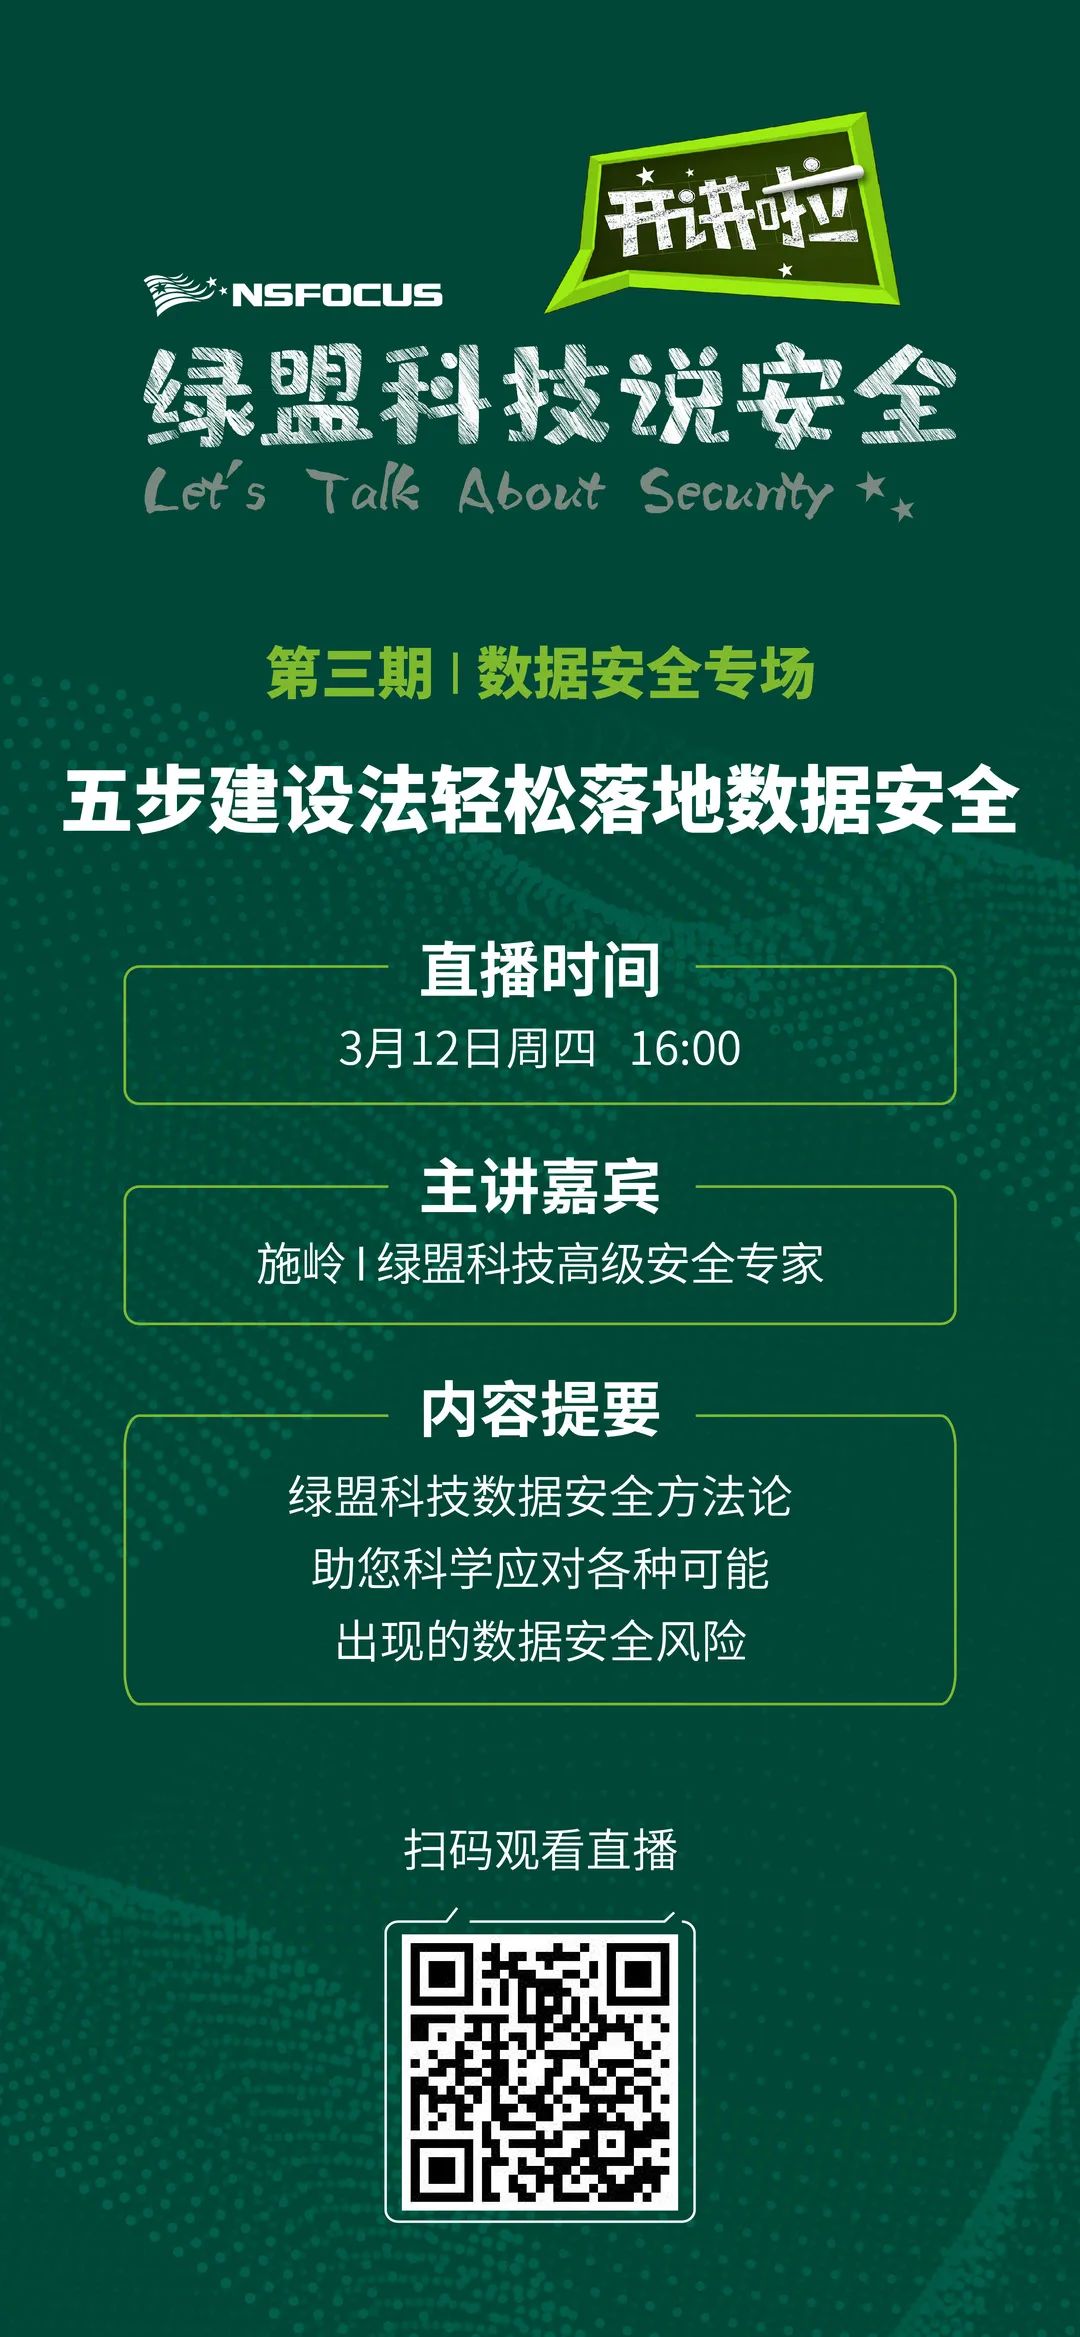 开讲啦
NSFOCUS
绿盟科技说安全
Let's Talk About Security
第三期 | 数据安全专场
五步建设法轻松落地数据安全
直播时间
3月12日周四 16:00
主讲嘉宾
施岭 | 绿盟科技高级安全专家
内容提要
绿盟科技数据安全方法论
助您科学应对各种可能
出现的数据安全风险
扫码观看直播